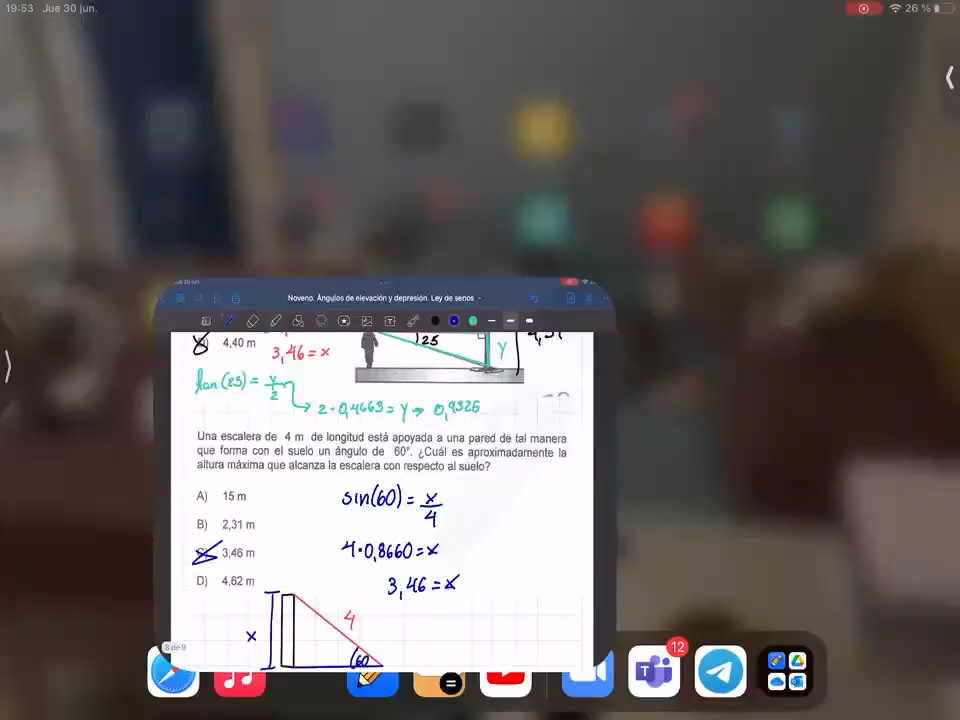 19:53 Jue 30 jun.
26 %
Noveno. Ángulos de elevación y depresión. Ley de senos
4,40 m
3,46 = x
25
y
tan(25) = y/2
2·0,4663 = y → 0,9326
Una escalera de 4 m de longitud está apoyada a una pared de tal manera
que forma con el suelo un ángulo de 60°. ¿Cuál es aproximadamente la
altura máxima que alcanza la escalera con respecto al suelo?
A) 15 m
sin(60) = x/4
B) 2,31 m
C) 3,46 m
4·0,8660 = x
D) 4,62 m
3,46 = x
4
x
60
8 de 9
12